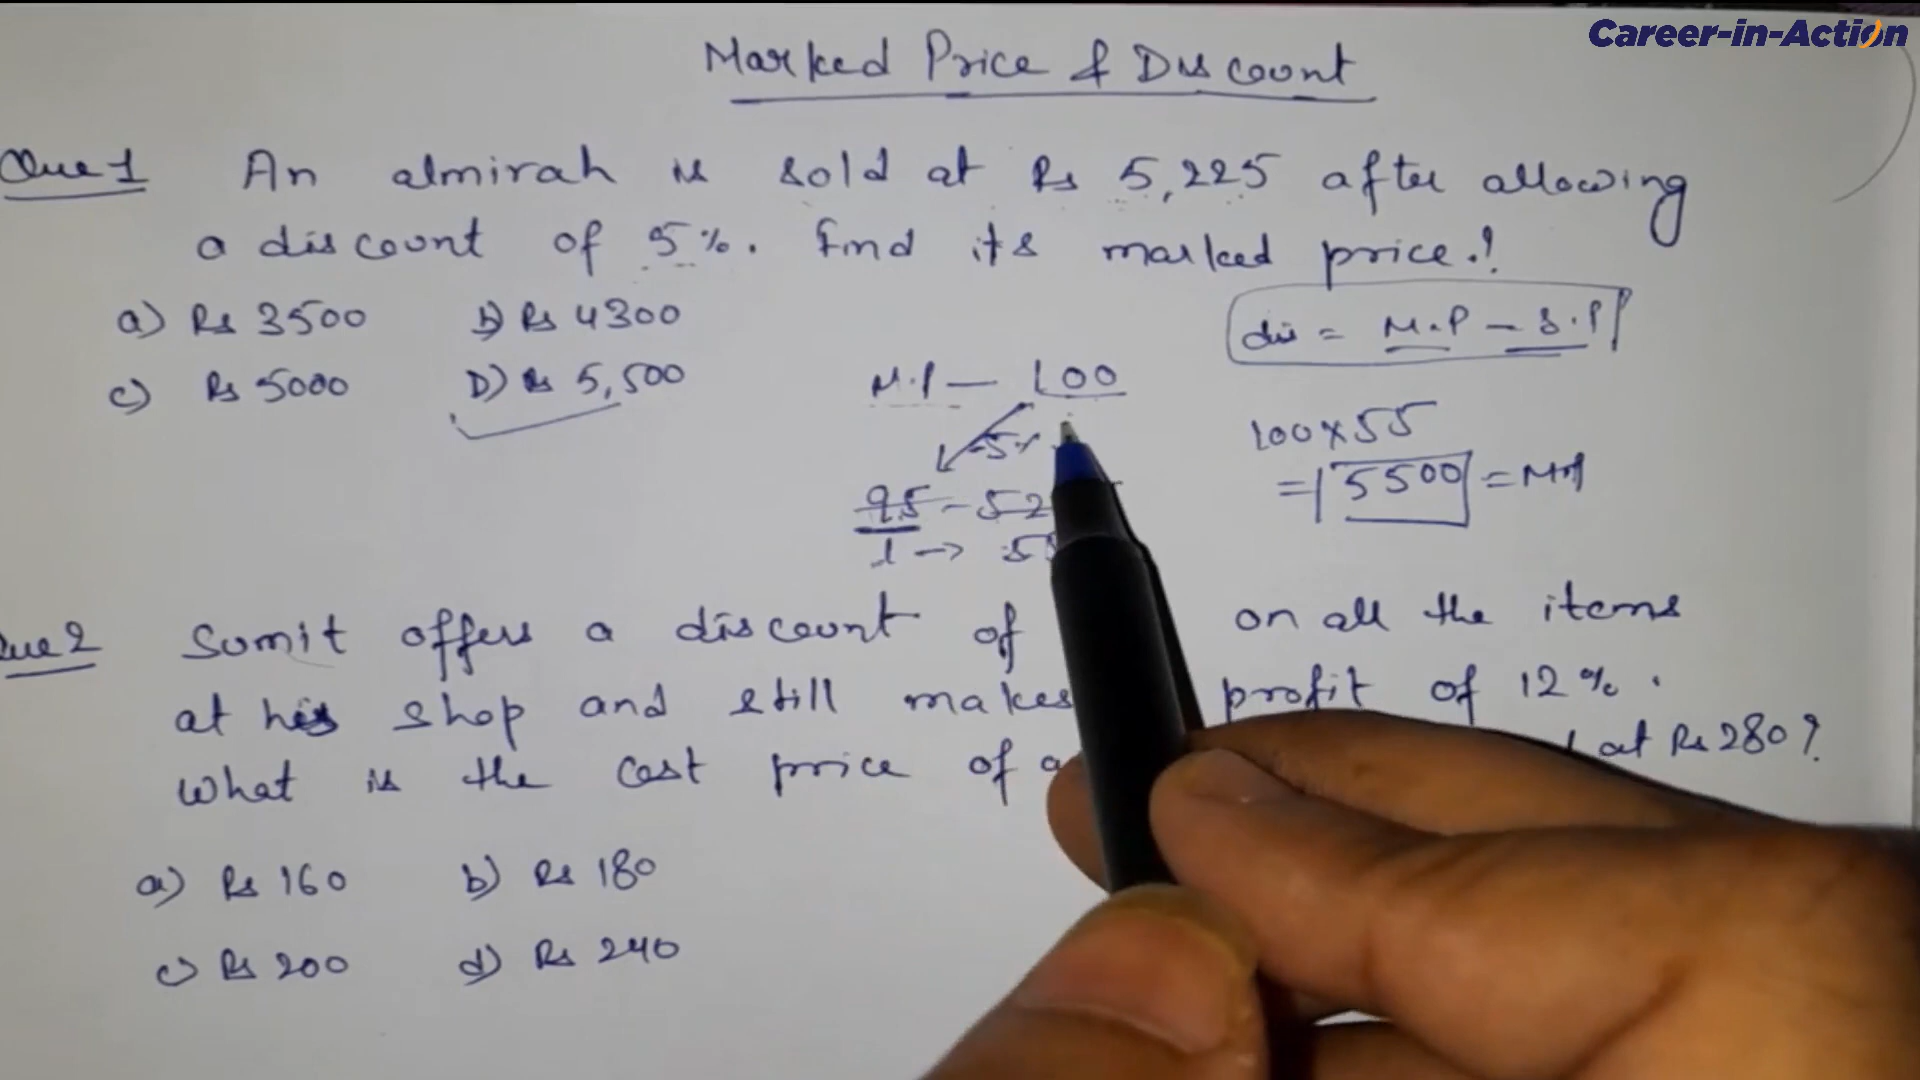 Career-in-Action
Marked Price & Discount
Que 1 An almirah is sold at Rs 5,225 after allowing
a discount of 5%. Find its marked price.!
a) Rs 3500 b) Rs 4300
c) Rs 5000 D) Rs 5,500
dis = M.P - S.P
M.P — 100
-5%
95 - 52
1 → 5
100×55
= 5500 = M.P
Que 2 Sumit offers a discount of on all the items
at his shop and still makes profit of 12%.
What is the cost price of at Rs 280?
a) Rs 160 b) Rs 180
c) Rs 200 d) Rs 240